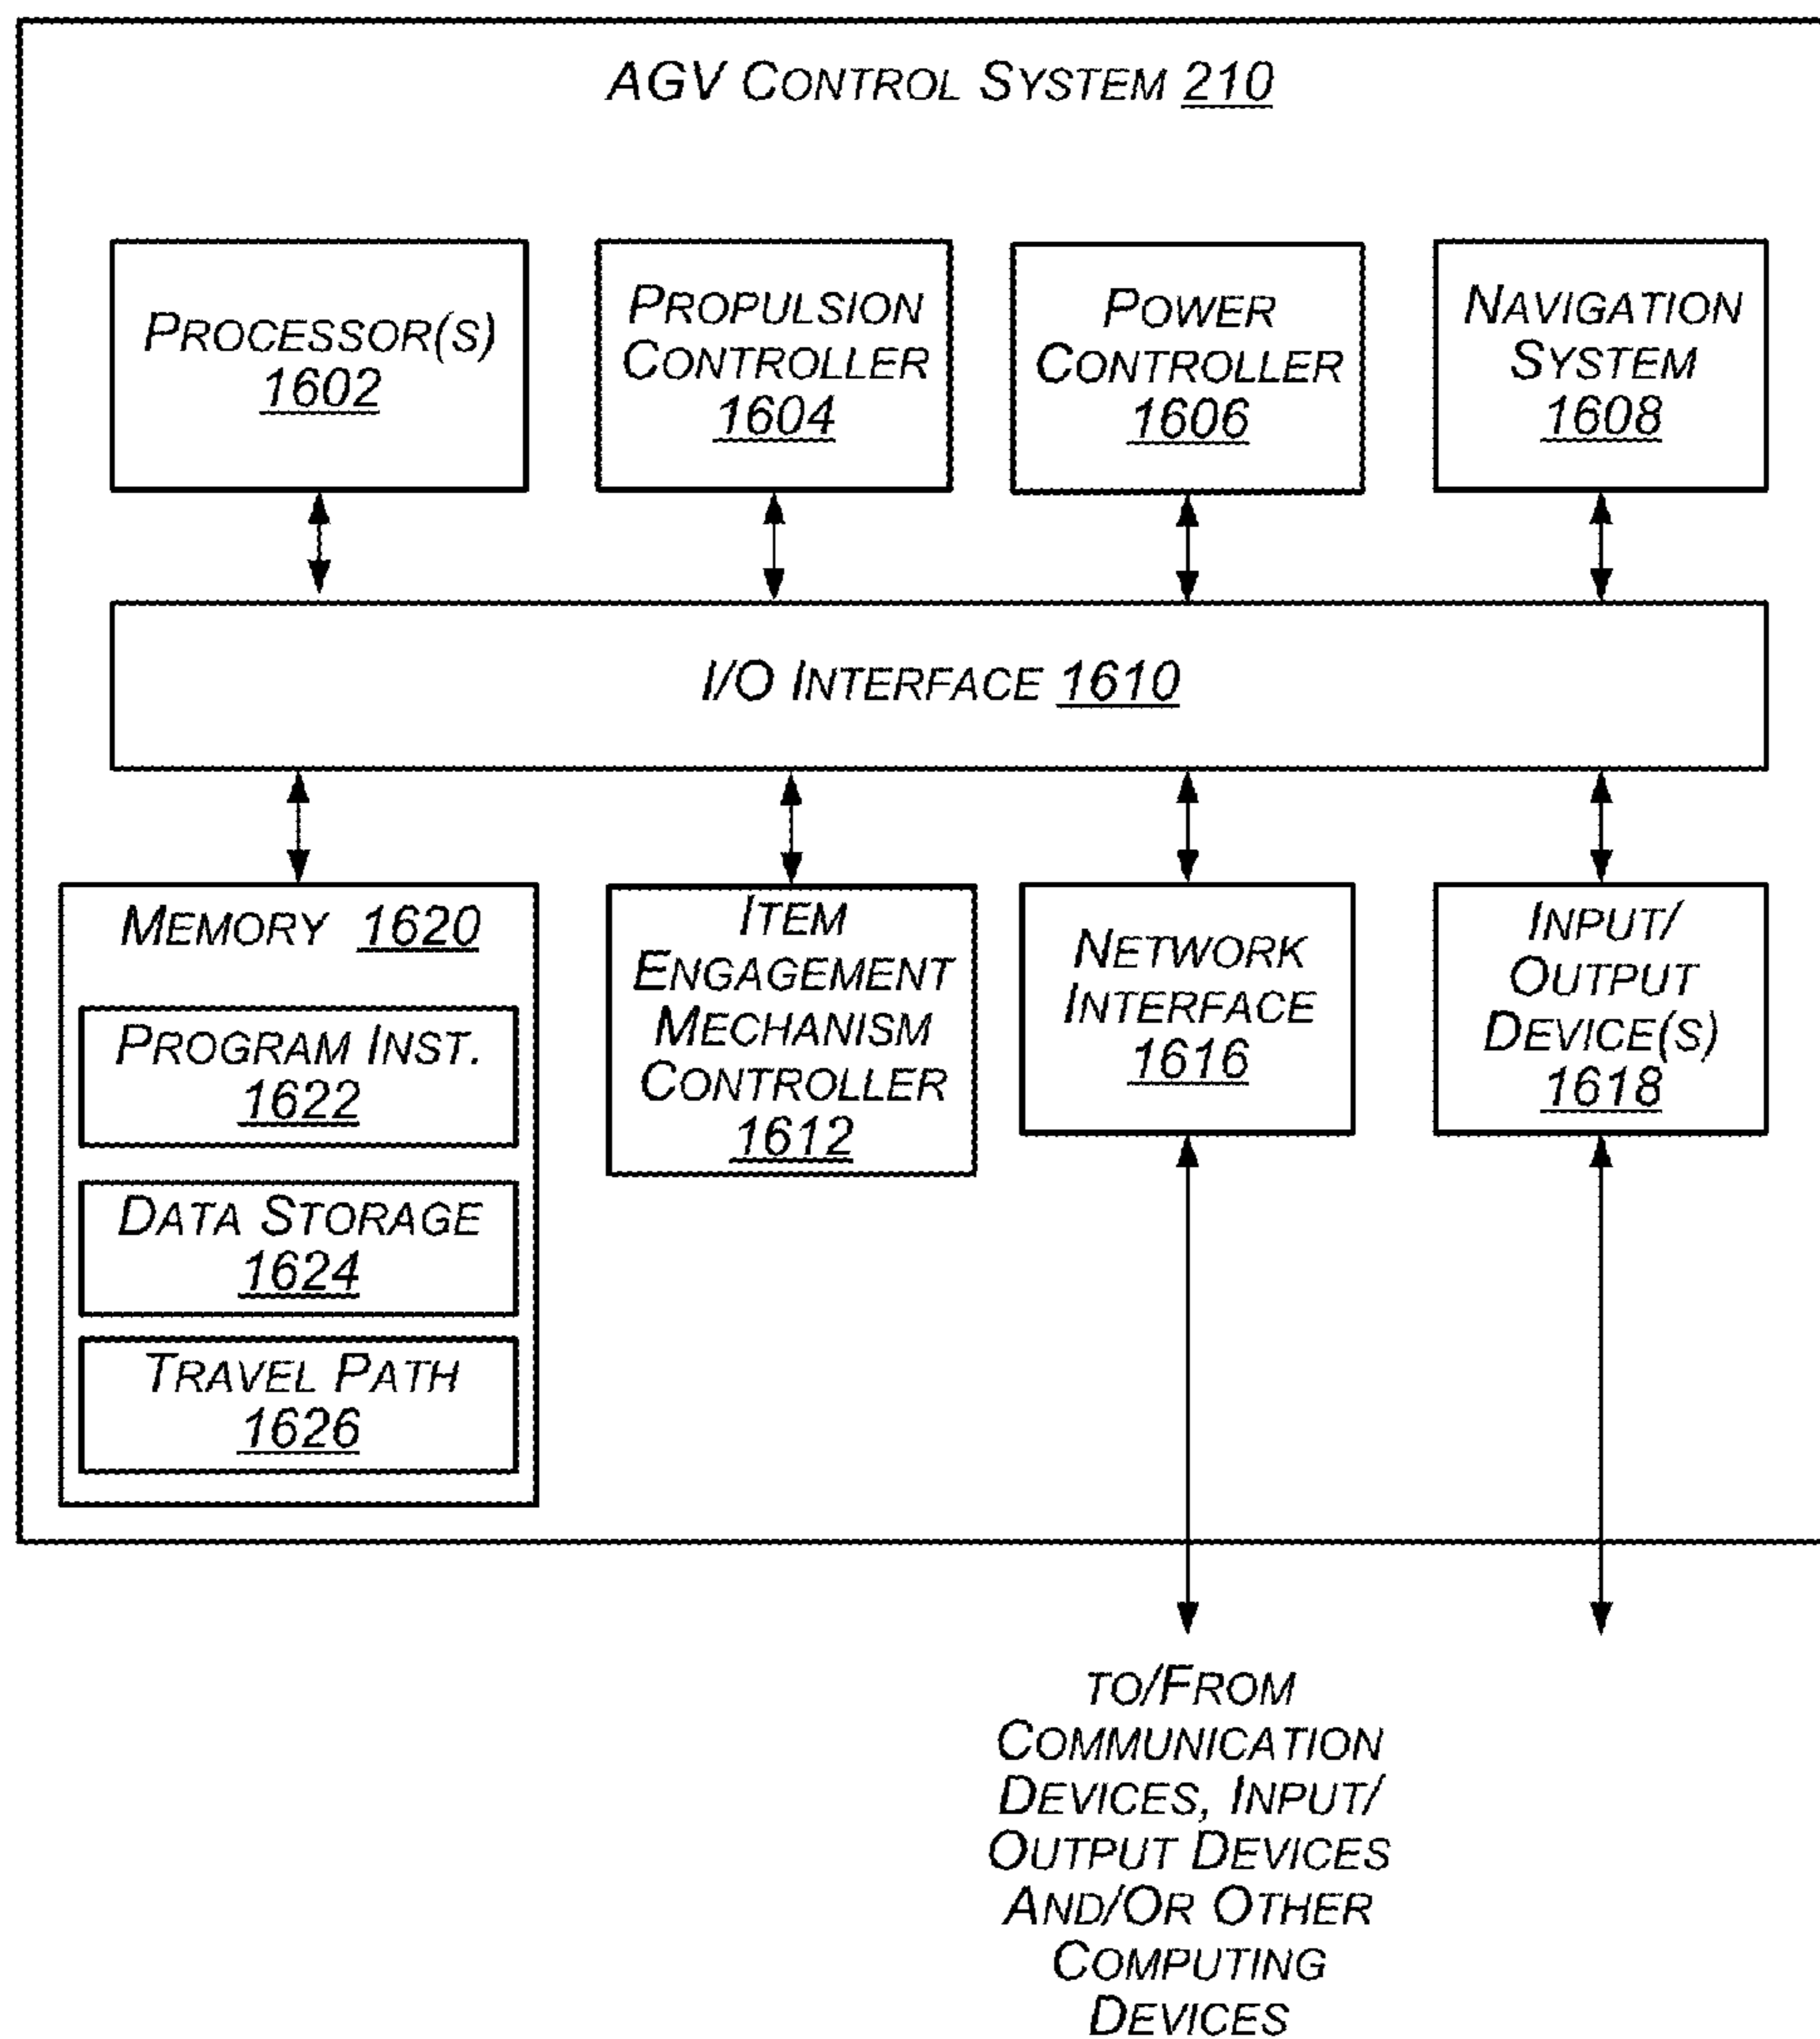 AGV CONTROL SYSTEM 210
PROCESSOR(S)
1602
PROPULSION
CONTROLLER
1604
POWER
CONTROLLER
1606
NAVIGATION
SYSTEM
1608
I/O INTERFACE 1610
MEMORY 1620
PROGRAM INST.
1622
DATA STORAGE
1624
TRAVEL PATH
1626
ITEM
ENGAGEMENT
MECHANISM
CONTROLLER
1612
NETWORK
INTERFACE
1616
INPUT/
OUTPUT
DEVICE(S)
1618
TO/FROM
COMMUNICATION
DEVICES, INPUT/
OUTPUT DEVICES
AND/OR OTHER
COMPUTING
DEVICES